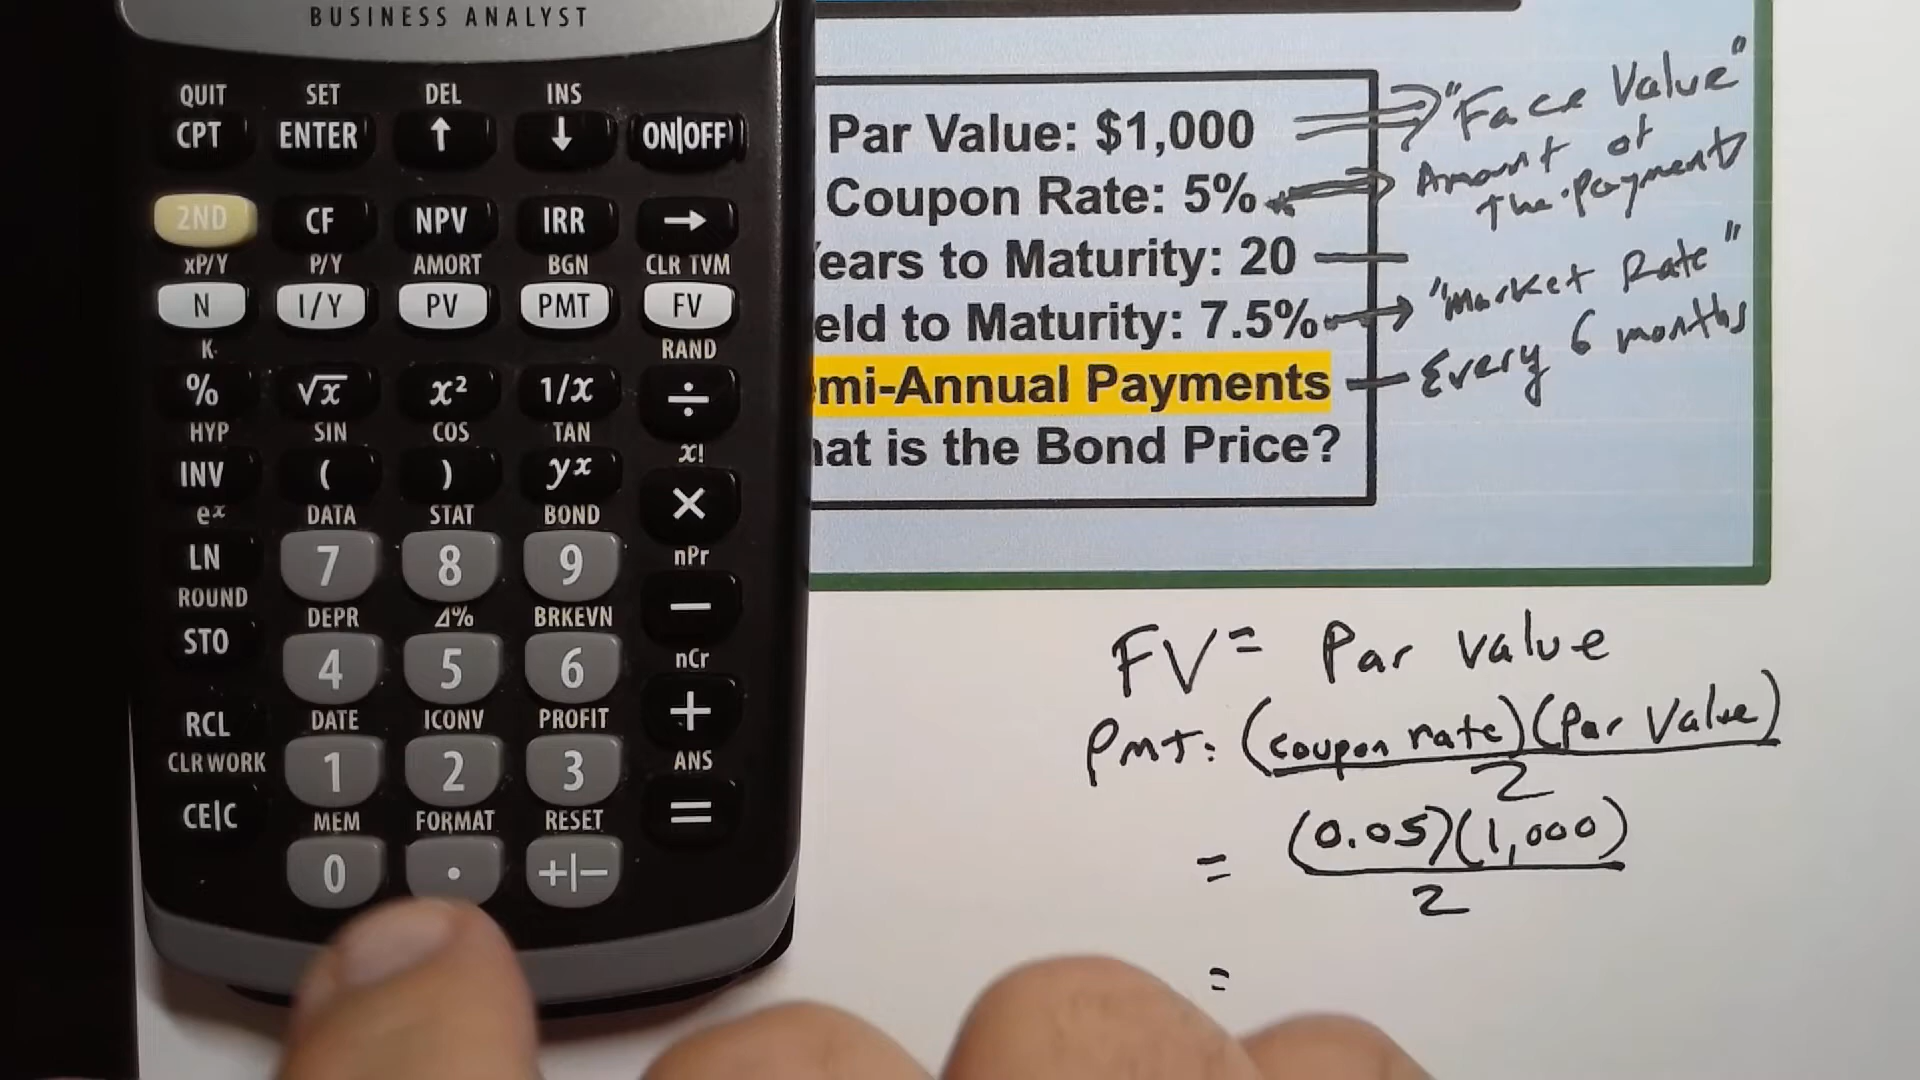 BUSINESS ANALYST
QUIT SET DEL INS
CPT ENTER ↑ ↓ ON|OFF
2ND CF NPV IRR →
xP/Y P/Y AMORT BGN CLR TVM
N I/Y PV PMT FV
K RAND
% √x x² 1/x ÷
HYP SIN COS TAN x!
INV ( ) yˣ ×
eˣ DATA STAT BOND nPr
LN 7 8 9 −
ROUND DEPR Δ% BRKEVN nCr
STO 4 5 6 +
RCL DATE ICONV PROFIT
CLR WORK 1 2 3 ANS
CE|C MEM FORMAT RESET =
0 . +|−
Par Value: $1,000
"Face Value"
Coupon Rate: 5%
Amount of
The Payment
ears to Maturity: 20
eld to Maturity: 7.5%
"Market Rate"
mi-Annual Payments
Every 6 months
at is the Bond Price?
FV = Par value
PMT: (coupon rate)(Par Value)
2
= (0.05)(1,000)
2
=